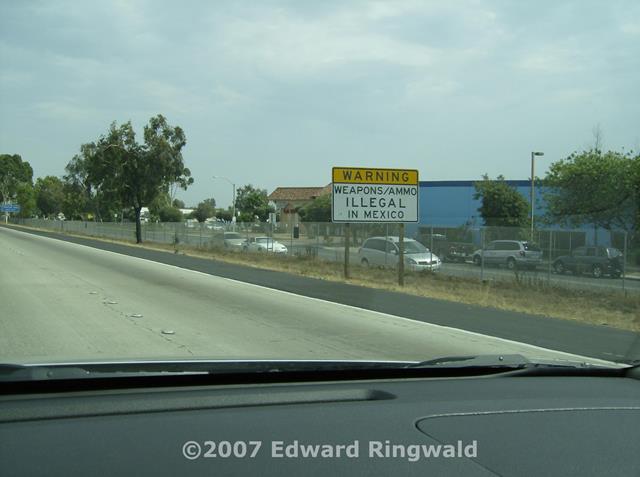 WARNING
WEAPONS/AMMO
ILLEGAL
IN MEXICO
©2007 Edward Ringwald